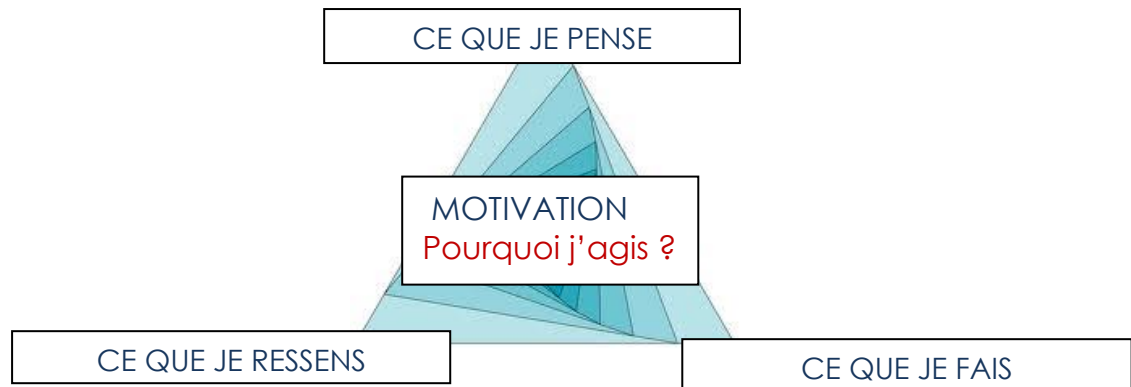 CE QUE JE PENSE
MOTIVATION
Pourquoi j’agis ?
CE QUE JE RESSENS
CE QUE JE FAIS